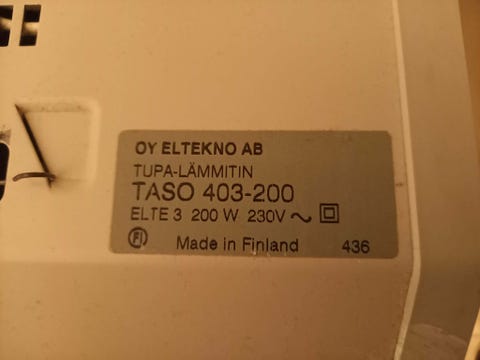 OY ELTEKNO AB
TUPA-LÄMMITIN
TASO 403-200
ELTE 3 200 W 230V ~
FI Made in Finland 436